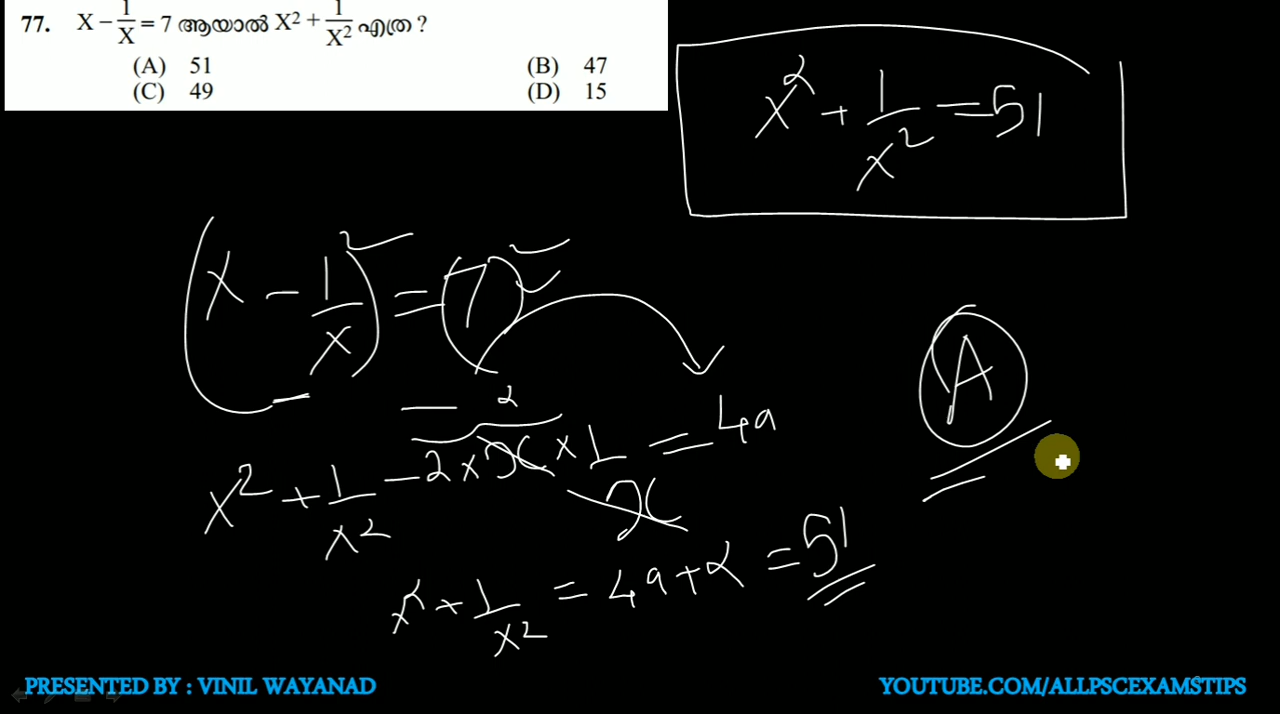 77. X − 1/X = 7 ആയാൽ X² + 1/X² എത്ര ?
(A) 51 (B) 47
(C) 49 (D) 15
x² + 1/x² = 51
(x − 1/x)² = (7)²
A
− 2
x² + 1/x² − 2 × x × 1/x = 49
x² + 1/x² = 49 + 2 = 51
PRESENTED BY : VINIL WAYANAD YOUTUBE.COM/ALLPSCEXAMSTIPS